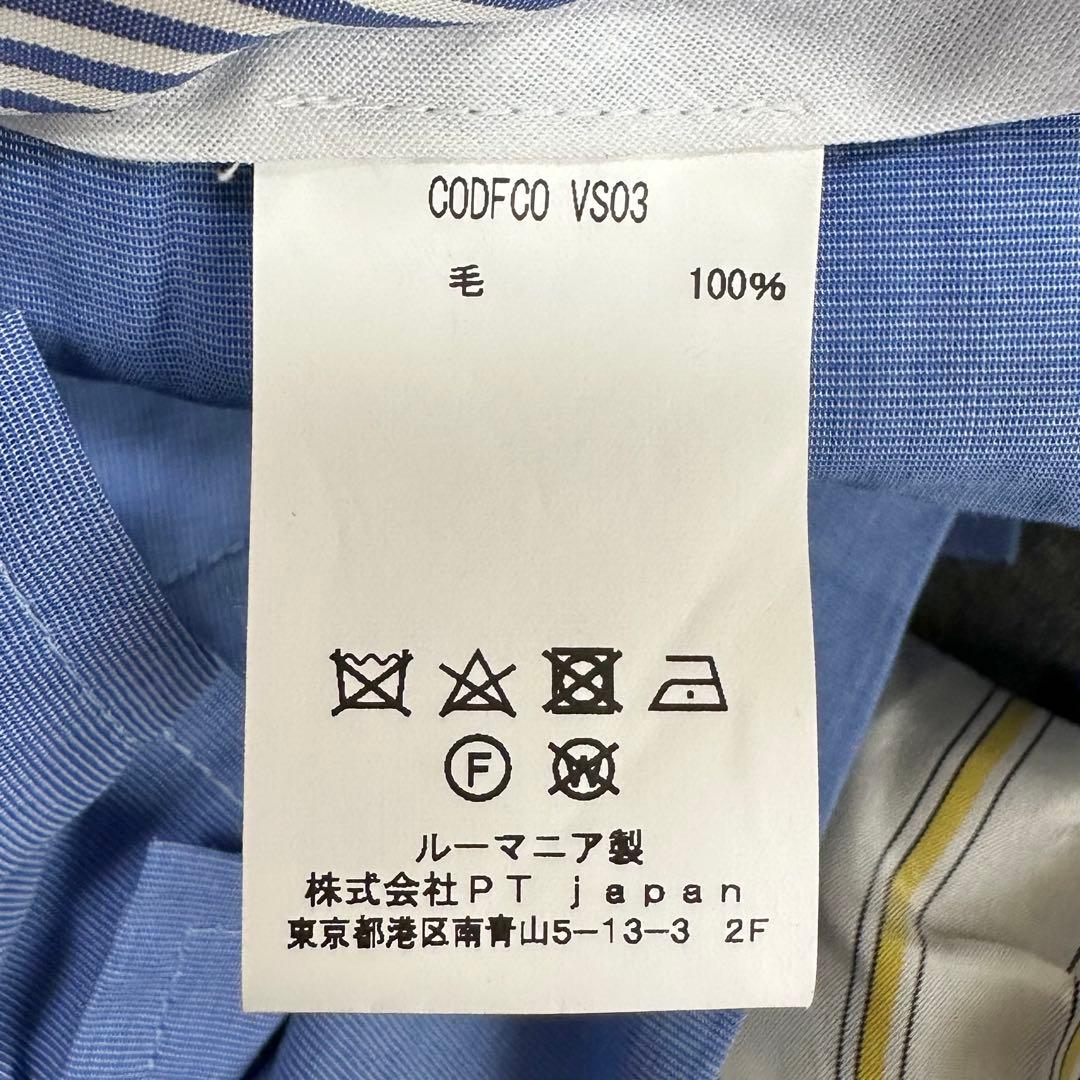 CODFCO VS03
毛 100%
F W
ルーマニア製
株式会社PT japan
東京都港区南青山5-13-3 2F